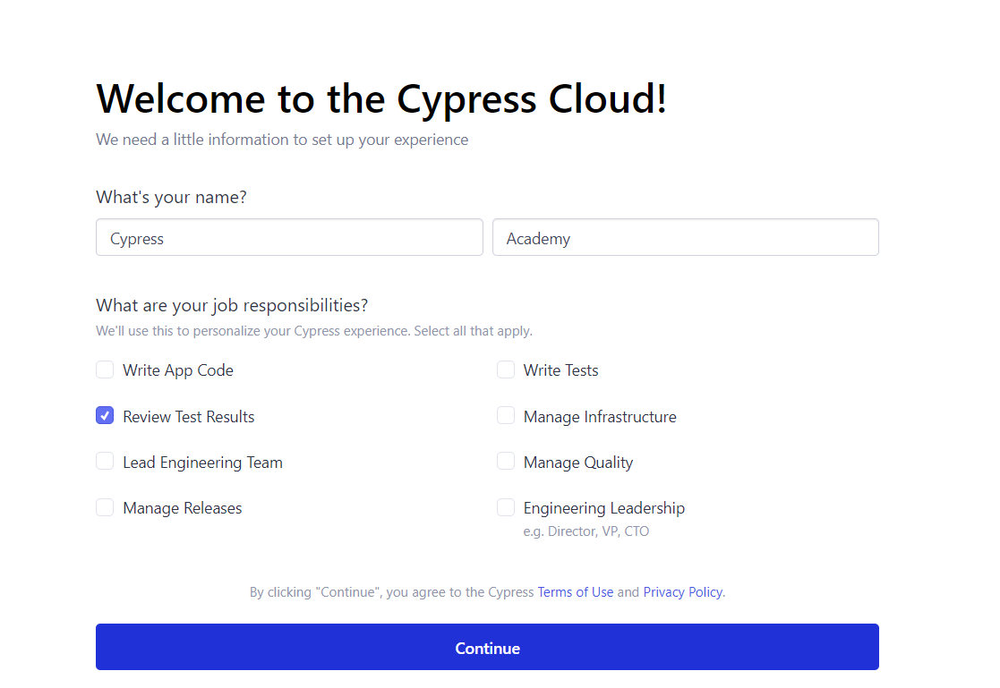 Welcome to the Cypress Cloud!
We need a little information to set up your experience
What's your name?
Cypress
Academy
What are your job responsibilities?
We'll use this to personalize your Cypress experience. Select all that apply.
Write App Code
Write Tests
Review Test Results
Manage Infrastructure
Lead Engineering Team
Manage Quality
Manage Releases
Engineering Leadership
e.g. Director, VP, CTO
By clicking "Continue", you agree to the Cypress Terms of Use and Privacy Policy.
Continue